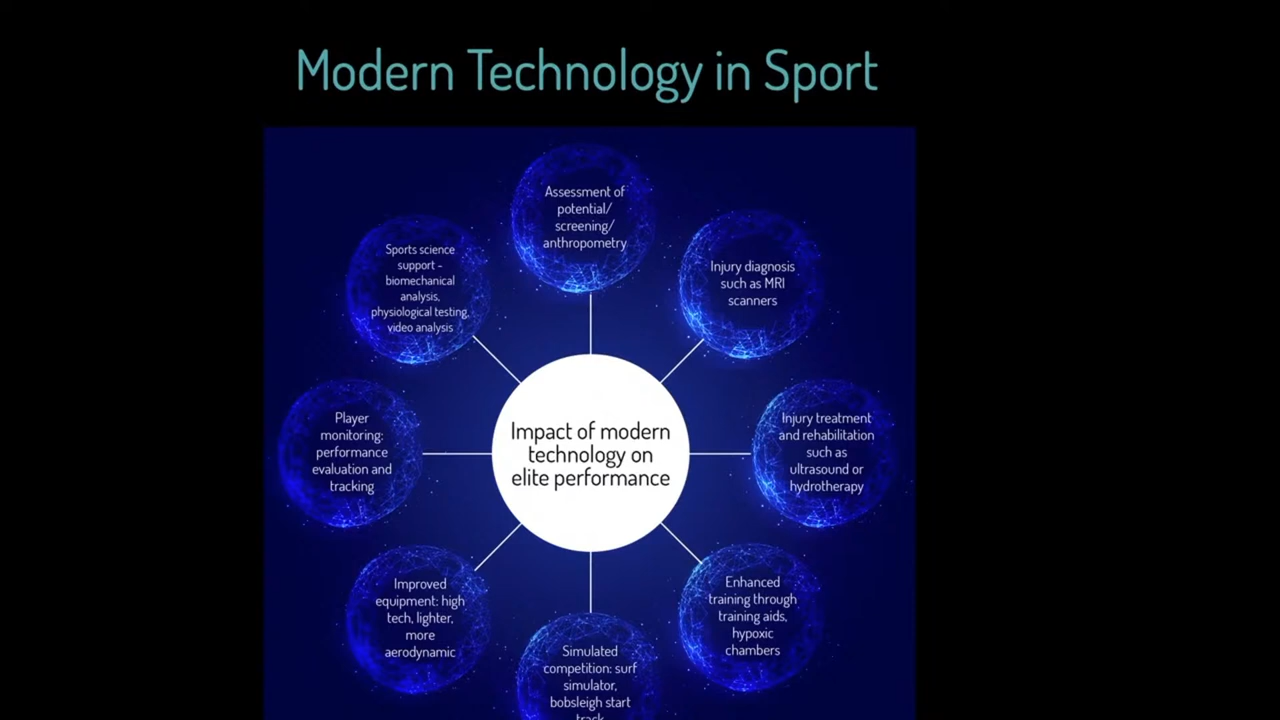 Modern Technology in Sport
Assessment of
potential/
screening/
anthropometry
Injury diagnosis
such as MRI
scanners
Injury treatment
and rehabilitation
such as
ultrasound or
hydrotherapy
Enhanced
training through
training aids,
hypoxic
chambers
Simulated
competition: surf
simulator,
bobsleigh start
track
Improved
equipment: high
tech, lighter,
more
aerodynamic
Player
monitoring:
performance
evaluation and
tracking
Sports science
support -
biomechanical
analysis,
physiological testing,
video analysis
Impact of modern
technology on
elite performance